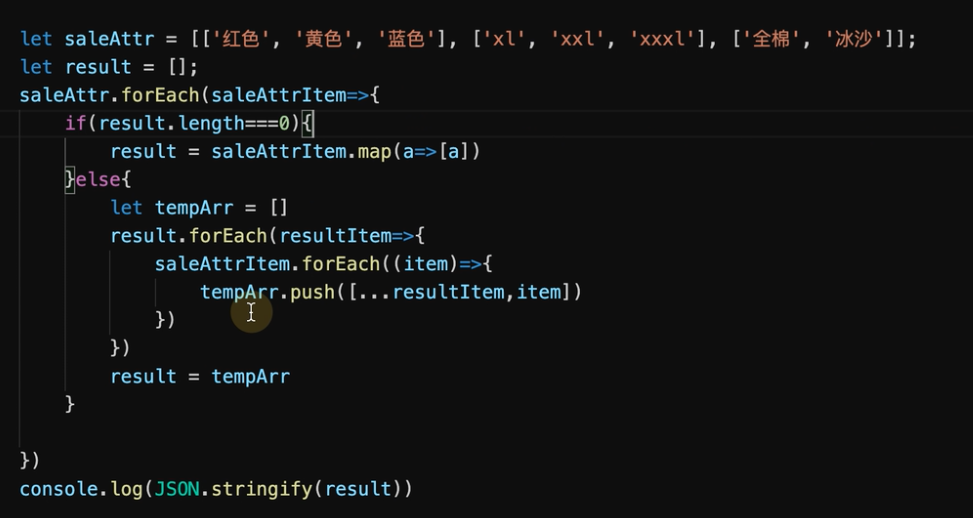 let saleAttr = [['红色', '黄色', '蓝色'], ['xl', 'xxl', 'xxxl'], ['全棉', '冰沙']];
let result = [];
saleAttr.forEach(saleAttrItem=>{
    if(result.length===0){
        result = saleAttrItem.map(a=>[a])
    }else{
        let tempArr = []
        result.forEach(resultItem=>{
            saleAttrItem.forEach((item)=>{
                tempArr.push([...resultItem,item])
            })
        })
        result = tempArr
    }
})
console.log(JSON.stringify(result))